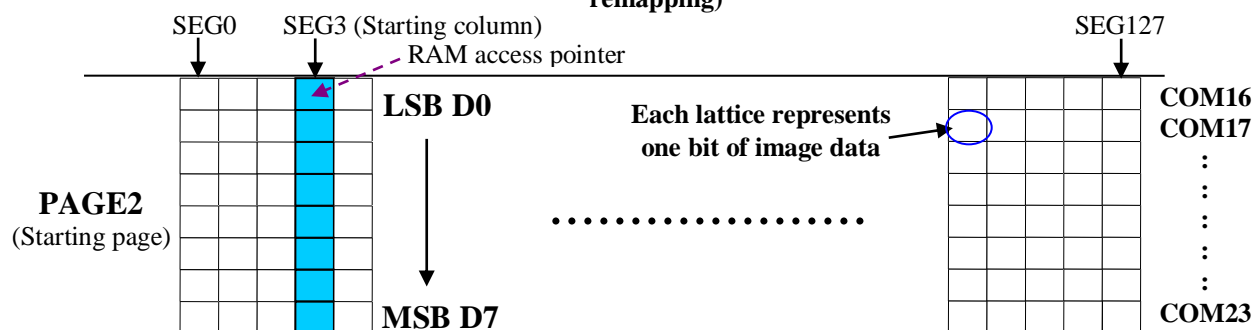 remapping)
SEG0 SEG3 (Starting column) SEG127
RAM access pointer
LSB D0
Each lattice represents
one bit of image data
COM16
COM17
:
:
:
:
:
PAGE2
(Starting page)
MSB D7
COM23